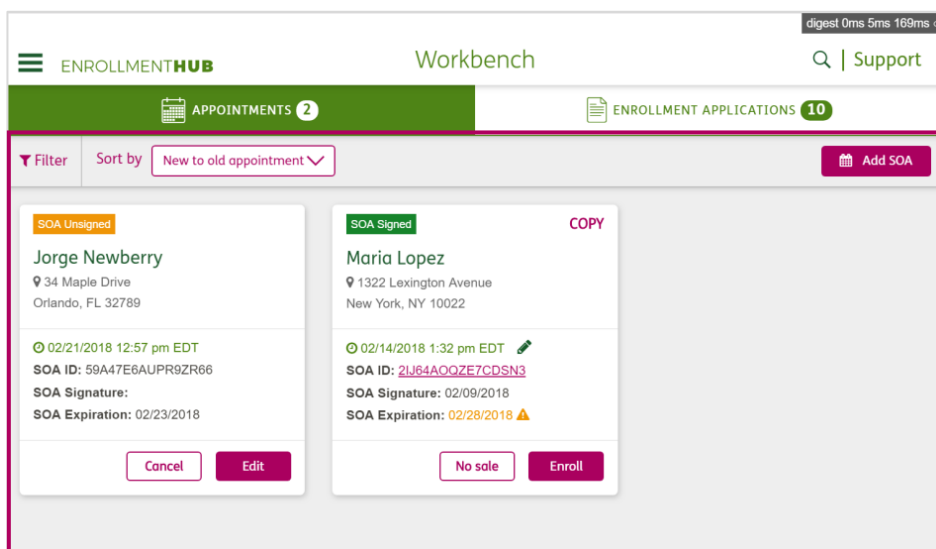 digest 0ms 5ms 169ms
ENROLLMENTHUB
Workbench
Support
APPOINTMENTS 2
ENROLLMENT APPLICATIONS 10
Filter
Sort by
New to old appointment
Add SOA
SOA Unsigned
Jorge Newberry
34 Maple Drive
Orlando, FL 32789
02/21/2018 12:57 pm EDT
SOA ID: 59A47E6AUPR9ZR66
SOA Signature:
SOA Expiration: 02/23/2018
Cancel
Edit
SOA Signed
COPY
Maria Lopez
1322 Lexington Avenue
New York, NY 10022
02/14/2018 1:32 pm EDT
SOA ID: 2IJ64AOQZE7CDSN3
SOA Signature: 02/09/2018
SOA Expiration: 02/28/2018
No sale
Enroll